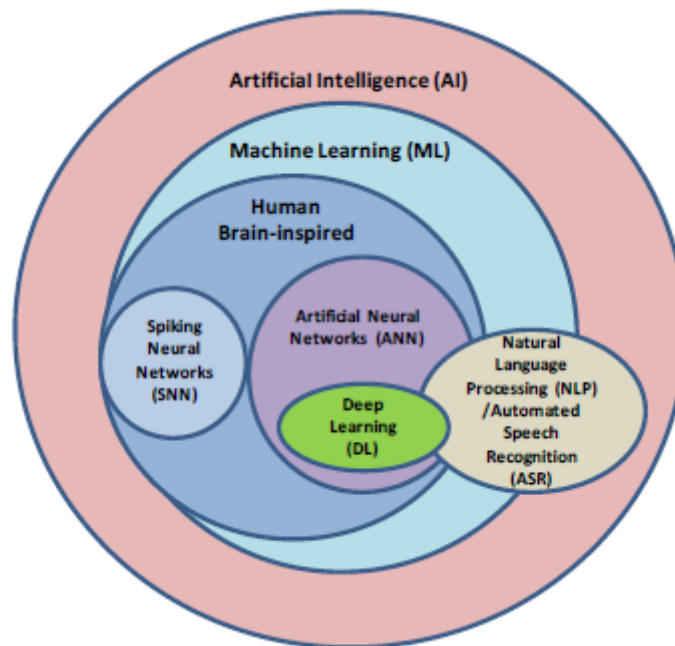 Artificial Intelligence (AI)
Machine Learning (ML)
Human
Brain-inspired
Spiking
Neural
Networks
(SNN)
Artificial Neural
Networks (ANN)
Deep
Learning
(DL)
Natural
Language
Processing (NLP)
/Automated
Speech
Recognition
(ASR)